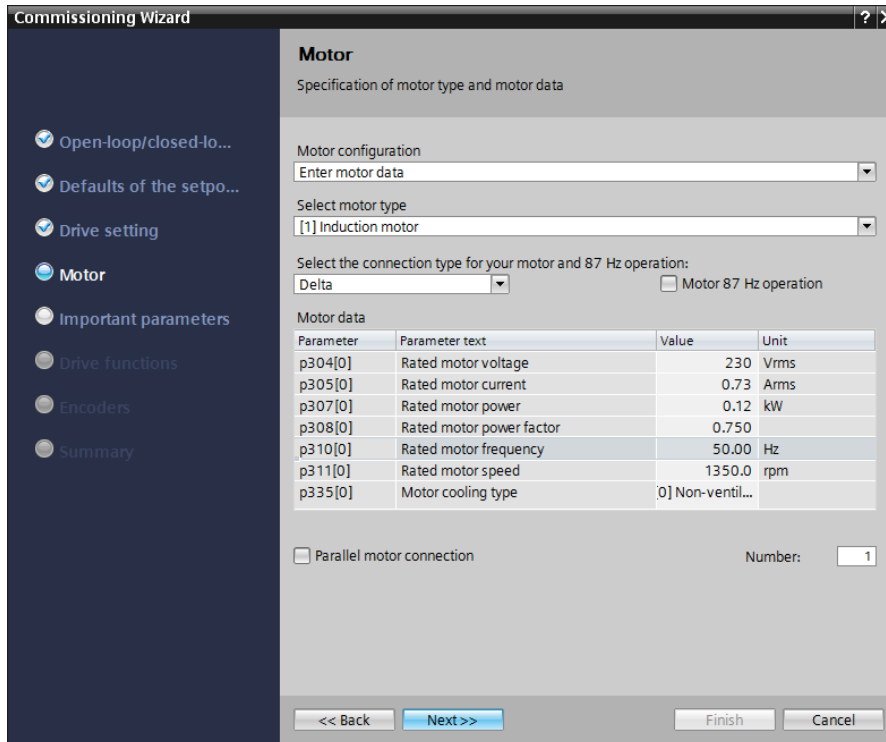 Commissioning Wizard
?
Motor
Specification of motor type and motor data
Open-loop/closed-lo...
Defaults of the setpo...
Drive setting
Motor
Important parameters
Drive functions
Encoders
Summary
Motor configuration
Enter motor data
Select motor type
[1] Induction motor
Select the connection type for your motor and 87 Hz operation:
Delta
Motor 87 Hz operation
Motor data
Parameter Parameter text Value Unit
p304[0] Rated motor voltage 230 Vrms
p305[0] Rated motor current 0.73 Arms
p307[0] Rated motor power 0.12 kW
p308[0] Rated motor power factor 0.750
p310[0] Rated motor frequency 50.00 Hz
p311[0] Rated motor speed 1350.0 rpm
p335[0] Motor cooling type 0] Non-ventil...
Parallel motor connection Number: 1
<< Back Next>> Finish Cancel